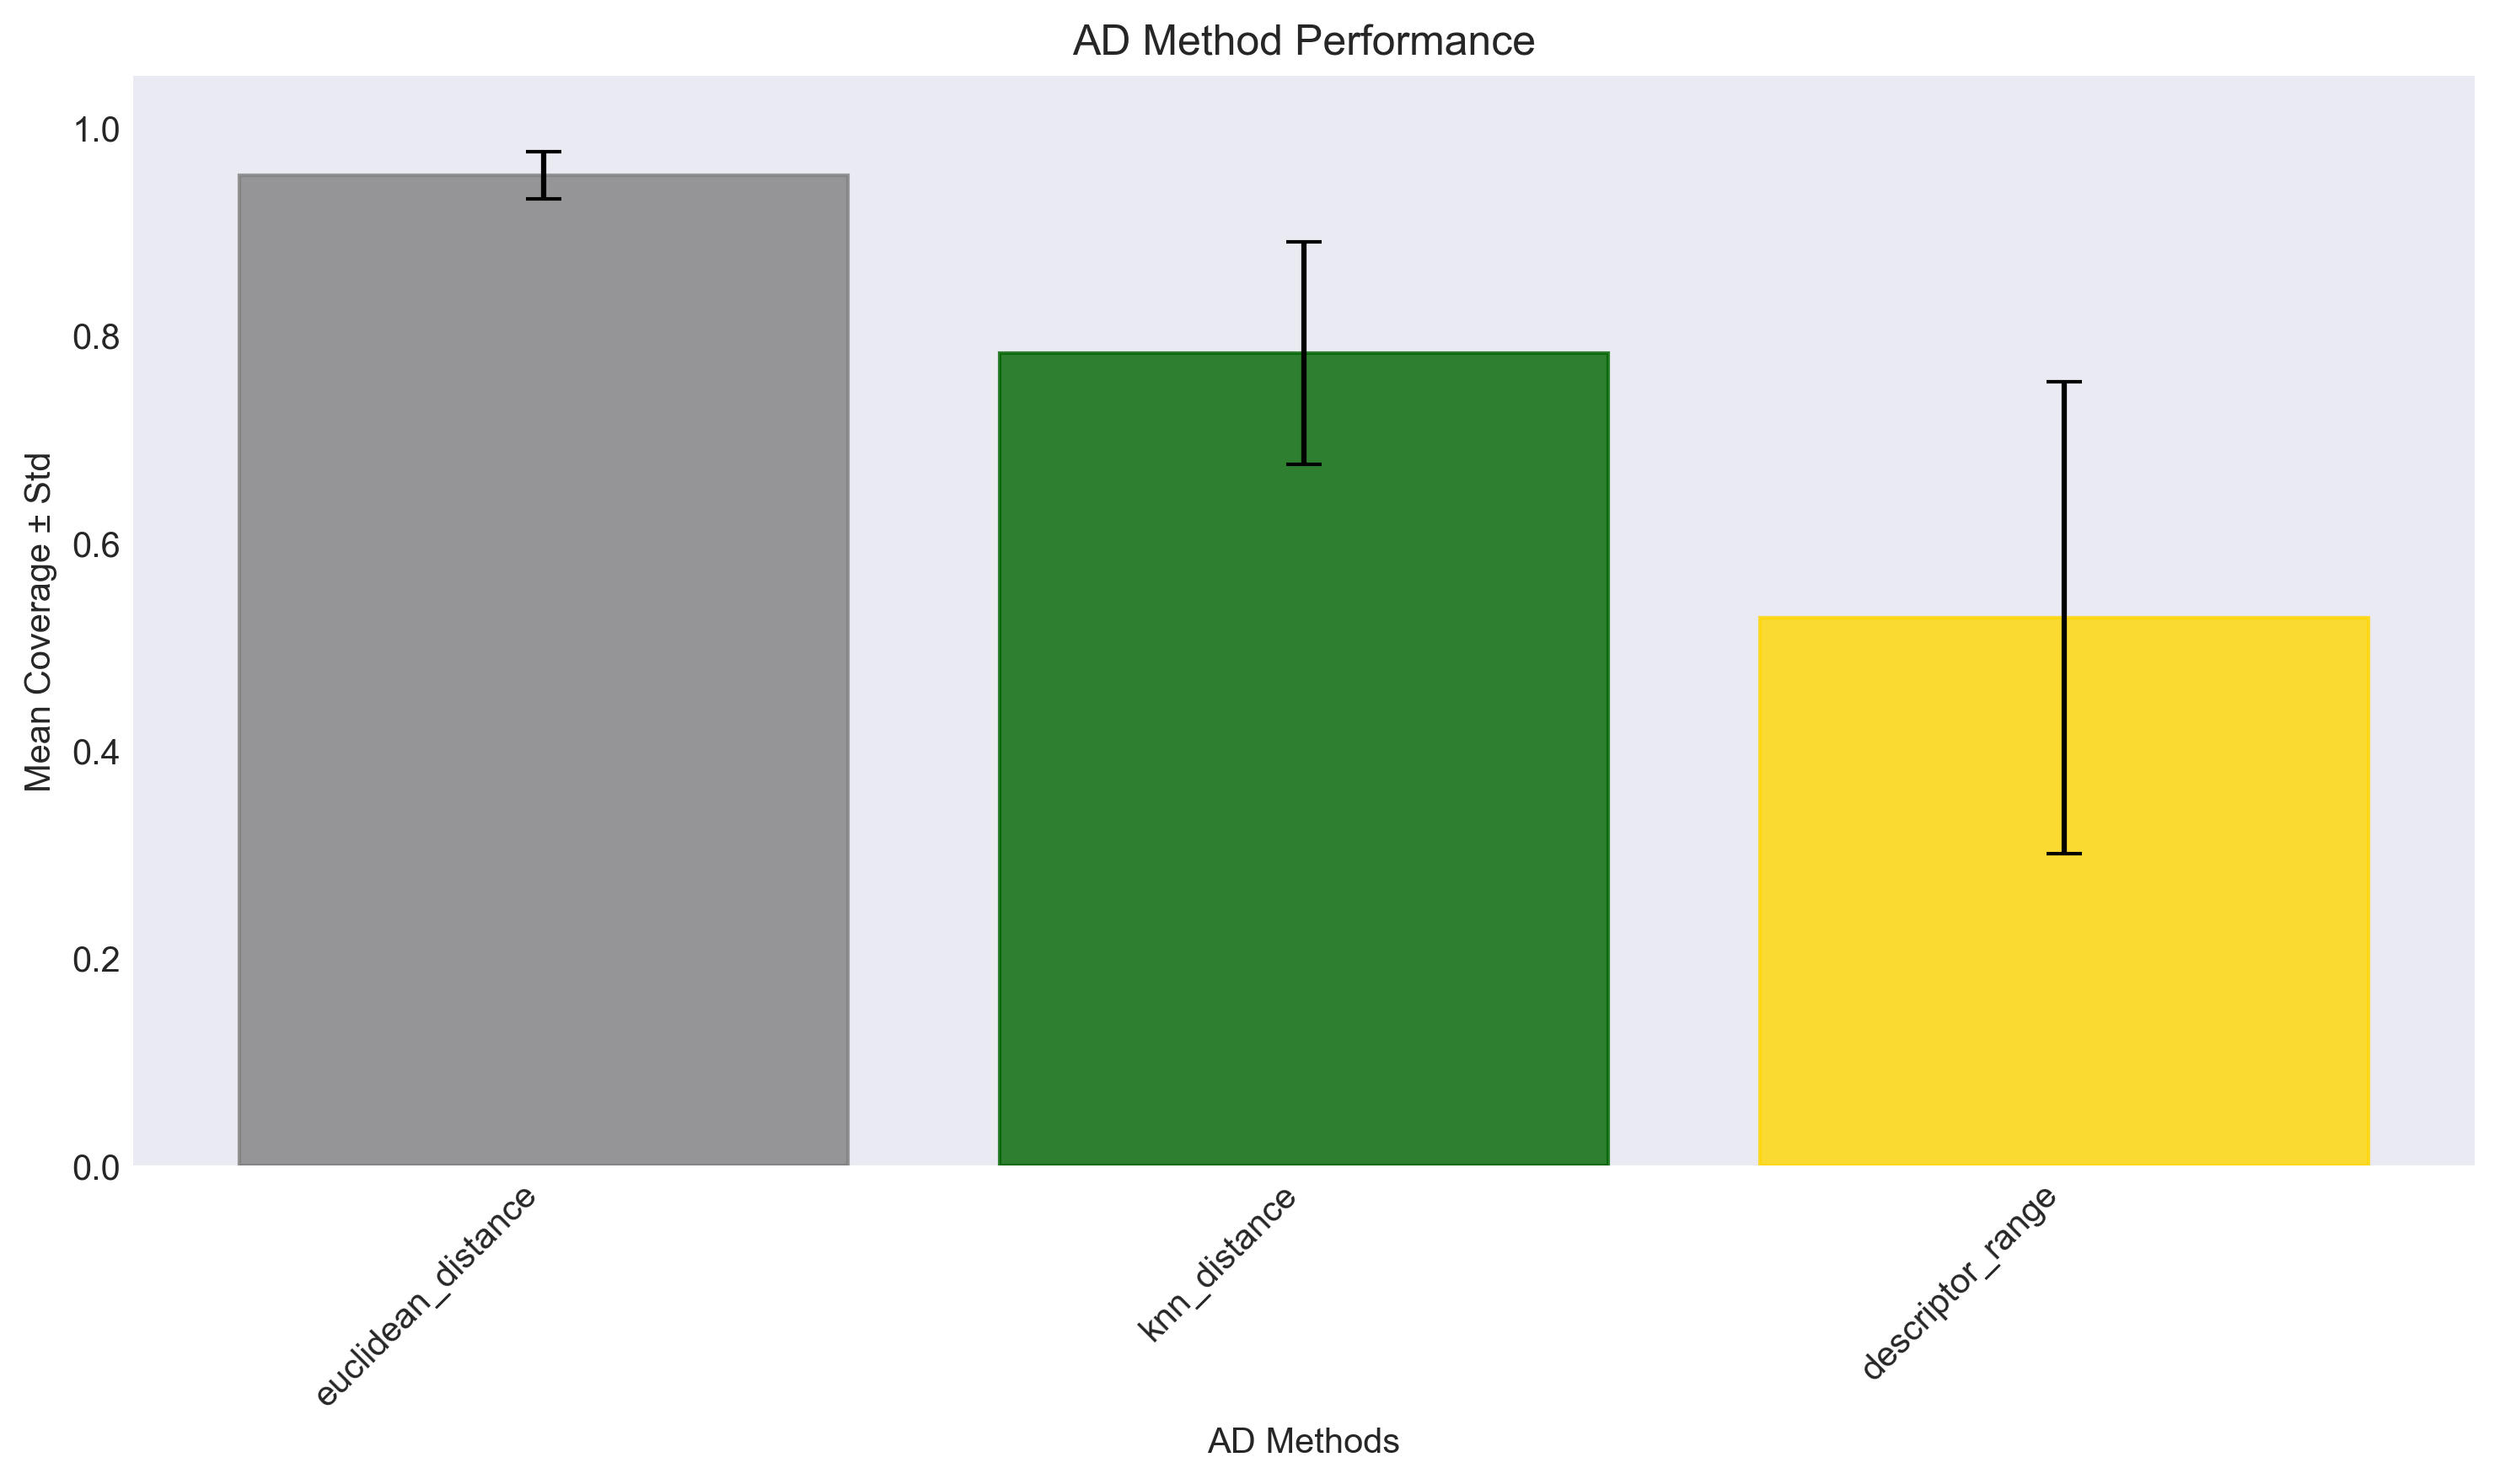 AD Method Performance
Mean Coverage ± Std
1.0
0.8
0.6
0.4
0.2
0.0
euclidean_distance
knn_distance
descriptor_range
AD Methods